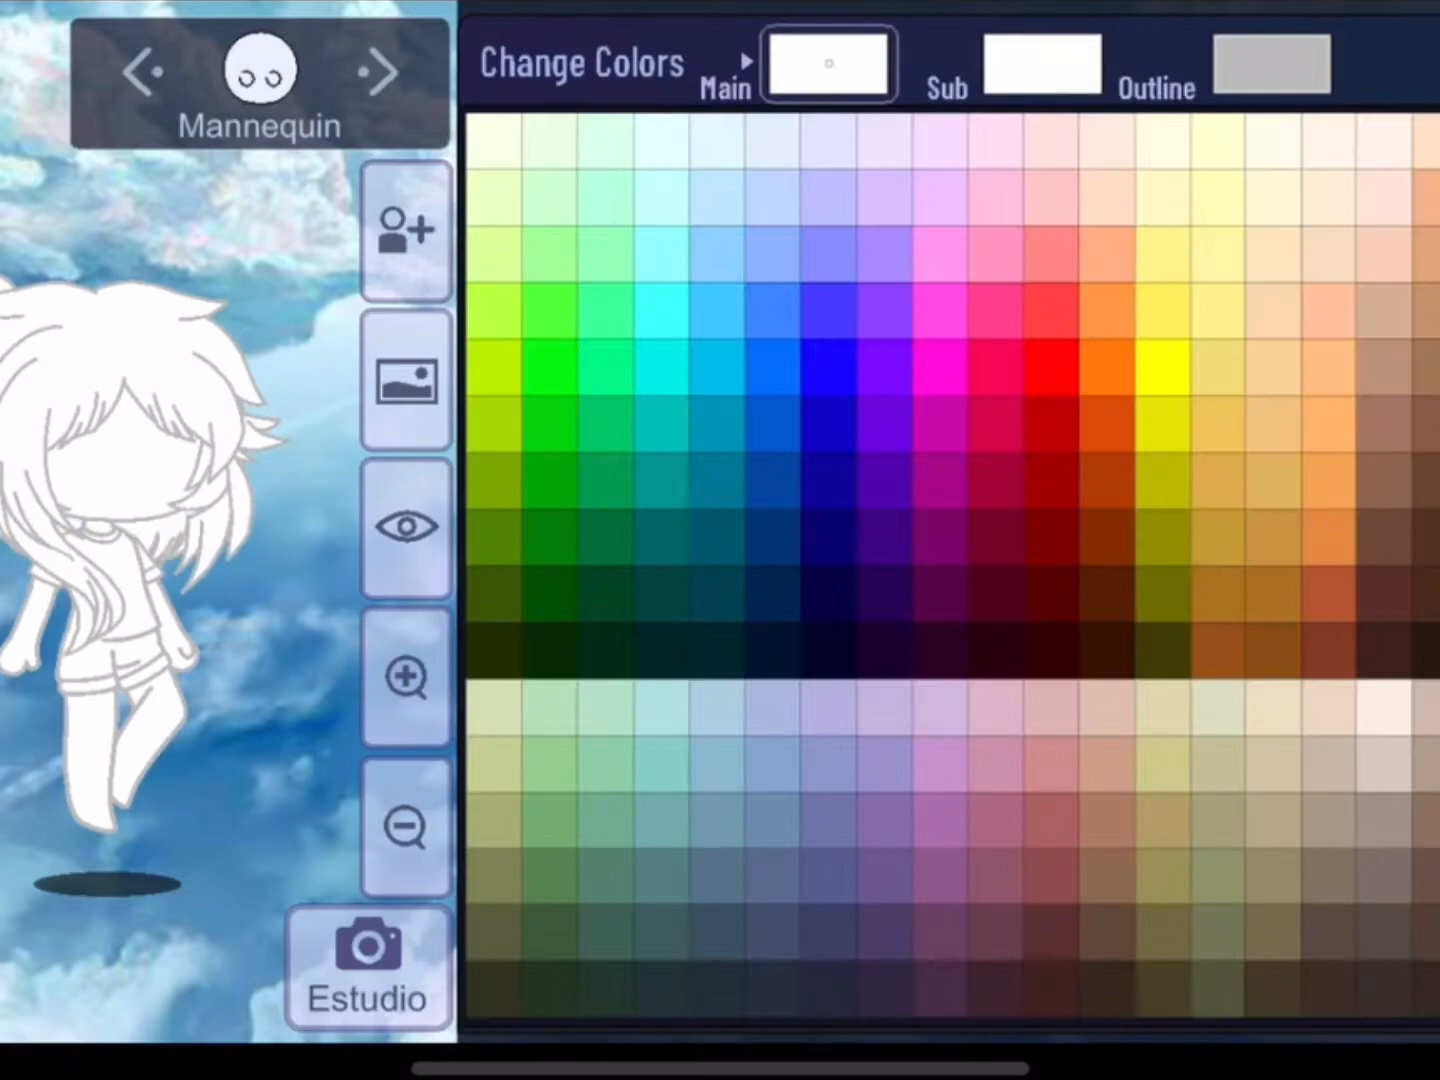 Mannequin
Change Colors
Main
Sub
Outline
Estudio